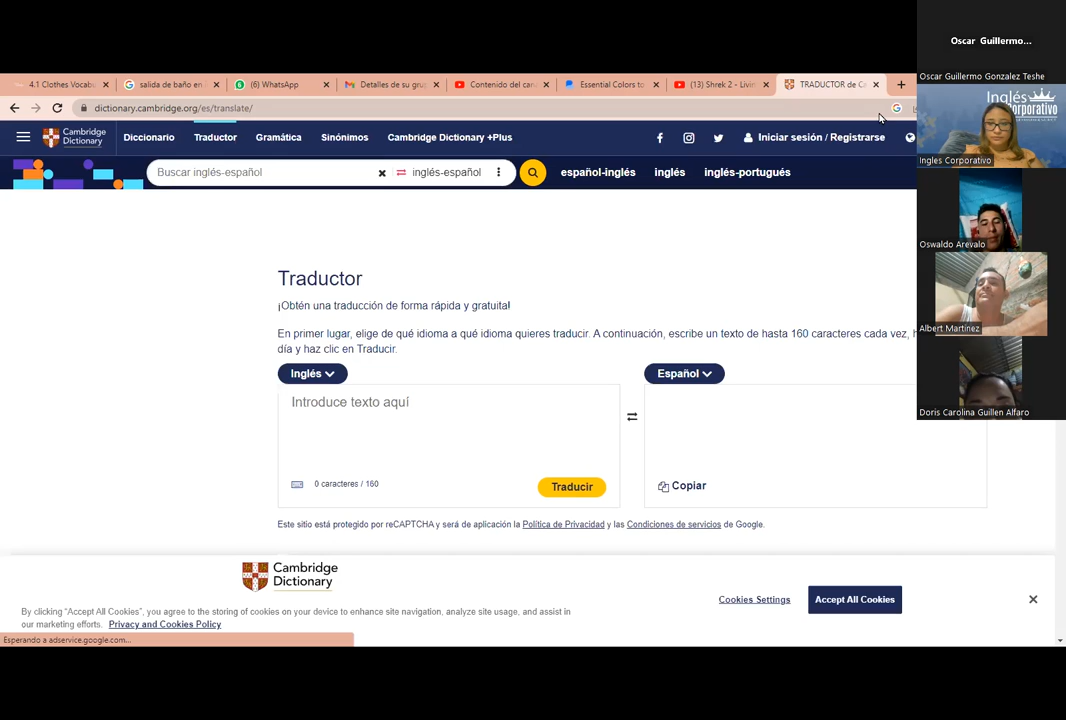 Oscar Guillermo...
Oscar Guillermo Gonzalez Teshe
4.1 Clothes Vocabu
salida de baño en
(6) WhatsApp
Detalles de su gru
Contenido del cana
Essential Colors to
(13) Shrek 2 - Livin
TRADUCTOR de Ca
dictionary.cambridge.org/es/translate/
Inglés
Corporativo
Ingles Corporativo
Cambridge
Dictionary
Diccionario
Traductor
Gramática
Sinónimos
Cambridge Dictionary +Plus
Iniciar sesión / Registrarse
Buscar inglés-español
inglés-español
español-inglés
inglés
inglés-portugués
Oswaldo Arevalo
Traductor
¡Obtén una traducción de forma rápida y gratuita!
En primer lugar, elige de qué idioma a qué idioma quieres traducir. A continuación, escribe un texto de hasta 160 caracteres cada vez, h
día y haz clic en Traducir.
Albert Martínez
Inglés
Español
Introduce texto aquí
Doris Carolina Guillen Alfaro
0 caracteres / 160
Traducir
Copiar
Este sitio está protegido por reCAPTCHA y será de aplicación la Política de Privacidad y las Condiciones de servicios de Google.
Cambridge
Dictionary
By clicking “Accept All Cookies”, you agree to the storing of cookies on your device to enhance site navigation, analyze site usage, and assist in
our marketing efforts. Privacy and Cookies Policy
Cookies Settings
Accept All Cookies
Esperando a adservice.google.com...